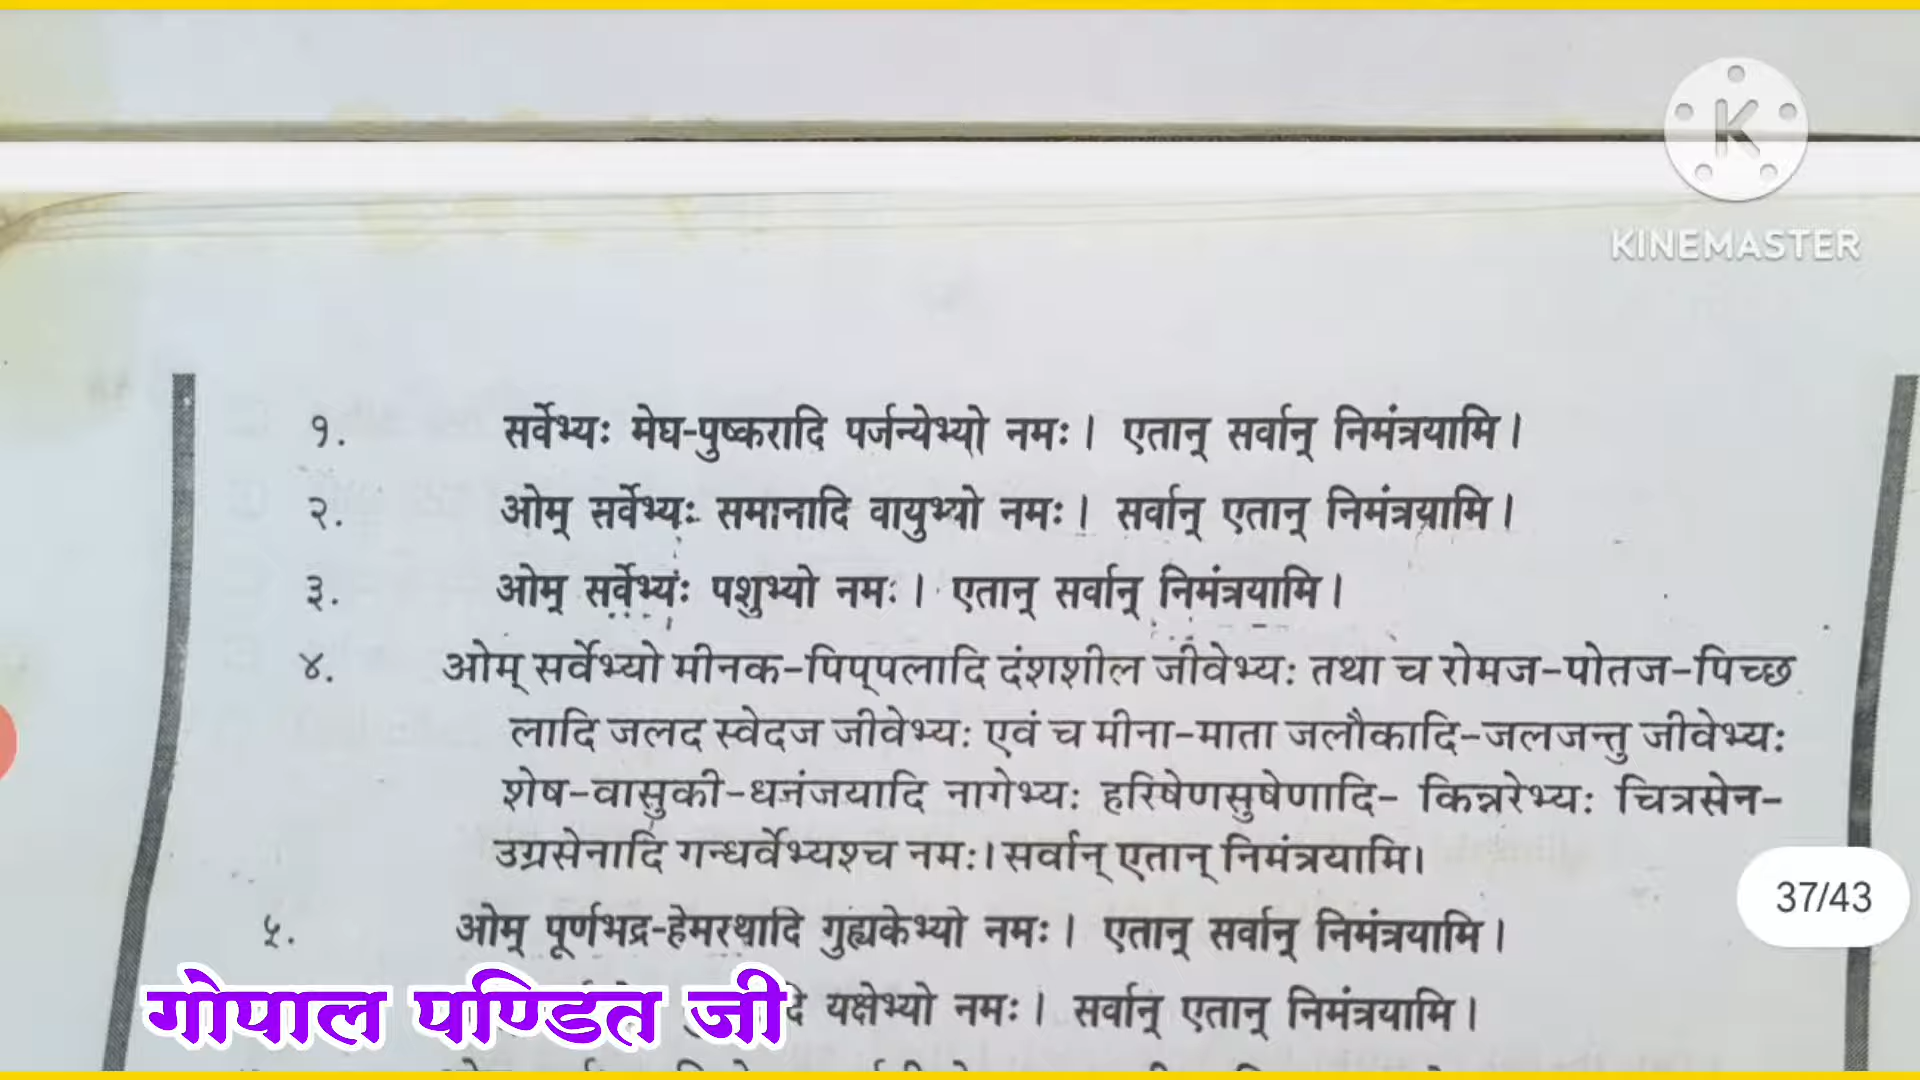 KINEMASTER
१. सर्वेभ्यः मेघ-पुष्करादि पर्जन्येभ्यो नमः। एतान् सर्वान् निमंत्रयामि।
२. ओम् सर्वेभ्यः समानादि वायुभ्यो नमः। सर्वान् एतान् निमंत्रयामि।
३. ओम् सर्वेभ्यः पशुभ्यो नमः। एतान् सर्वान् निमंत्रयामि।
४. ओम् सर्वेभ्यो मीनक-पिप्पलादि दंशशील जीवेभ्यः तथा च रोमज-पोतज-पिच्छ
लादि जलद स्वेदज जीवेभ्यः एवं च मीना-माता जलौकादि-जलजन्तु जीवेभ्यः
शेष-वासुकी-धनंजयादि नागेभ्यः हरिषेणसुषेणादि- किन्नरेभ्यः चित्रसेन-
उग्रसेनादि गन्धर्वेभ्यश्च नमः। सर्वान् एतान् निमंत्रयामि।
37/43
५. ओम् पूर्णभद्र-हेमरथादि गुह्यकेभ्यो नमः। एतान् सर्वान् निमंत्रयामि।
यक्षेभ्यो नमः। सर्वान् एतान् निमंत्रयामि।
गोपाल पण्डित जी